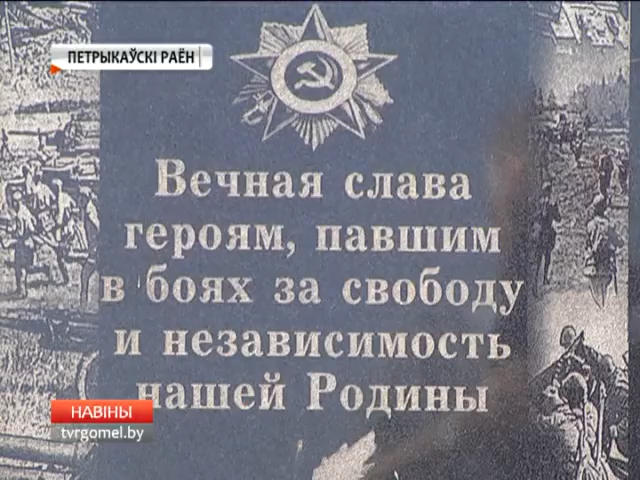 ПЕТРЫКАЎСКІ РАЁН
Вечная слава
героям, павшим
в боях за свободу
и независимость
нашей Родины
НАВІНЫ
tvrgomel.by